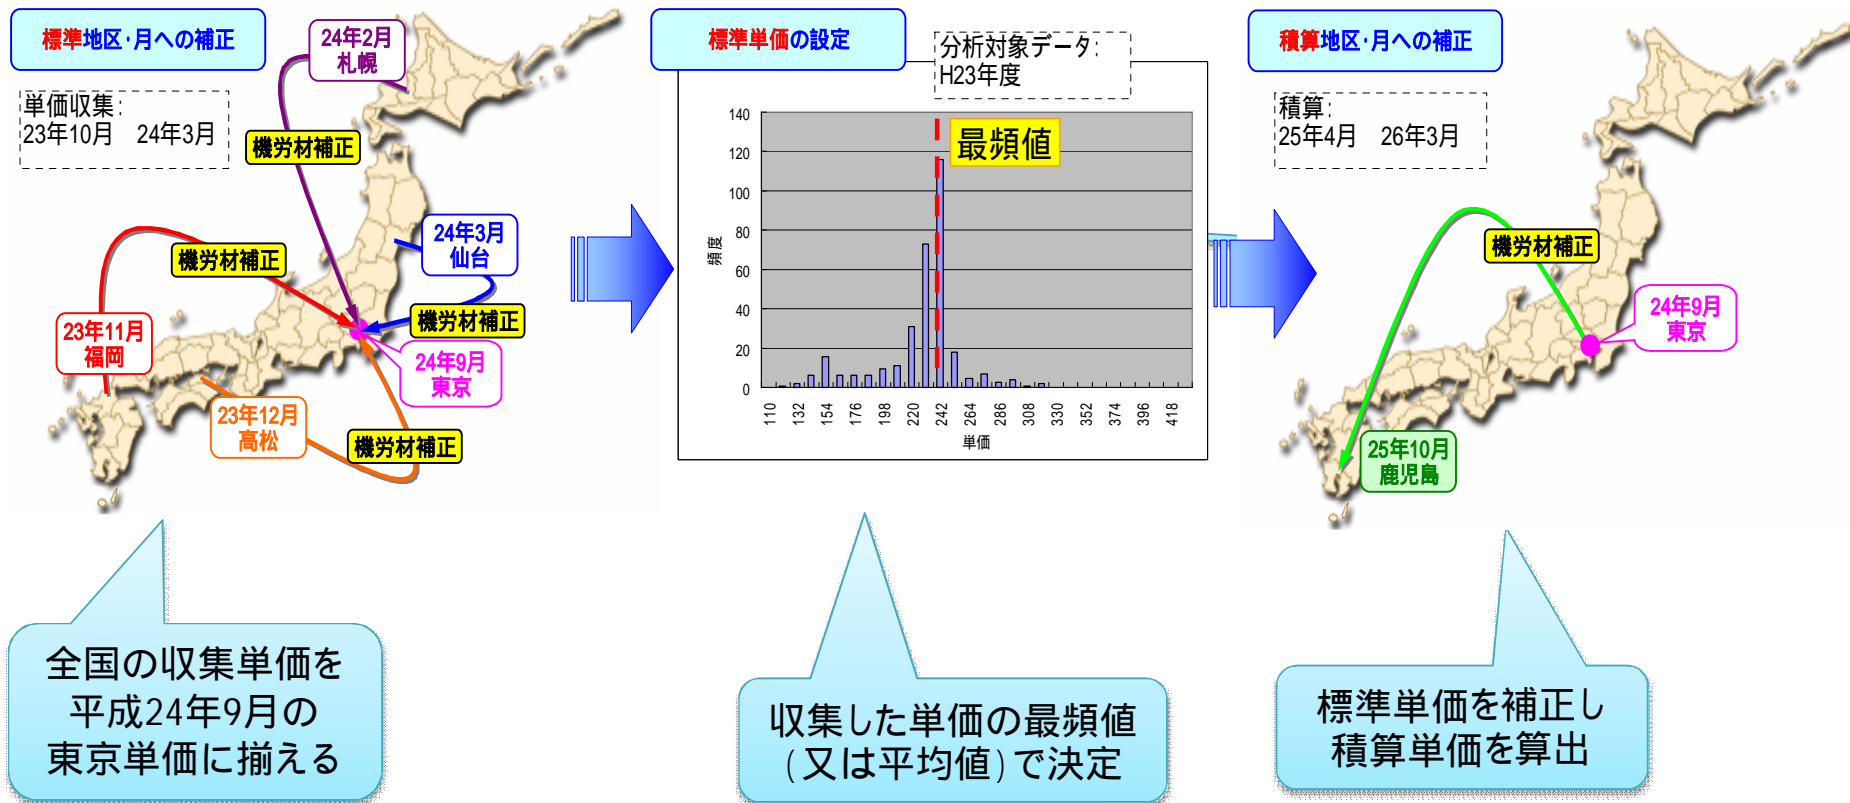 標準地区・月への補正
単価収集:
23年10月　24年3月
24年2月
札幌
機労材補正
機労材補正
24年3月
仙台
機労材補正
23年11月
福岡
24年9月
東京
23年12月
高松
機労材補正
全国の収集単価を
平成24年9月の
東京単価に揃える
標準単価の設定
分析対象データ:
H23年度
最頻値
頻度
140
120
100
80
60
40
20
0
110 132 154 176 198 220 242 264 286 308 330 352 374 396 418
単価
収集した単価の最頻値
(又は平均値)で決定
積算地区・月への補正
積算:
25年4月　26年3月
機労材補正
24年9月
東京
25年10月
鹿児島
標準単価を補正し
積算単価を算出